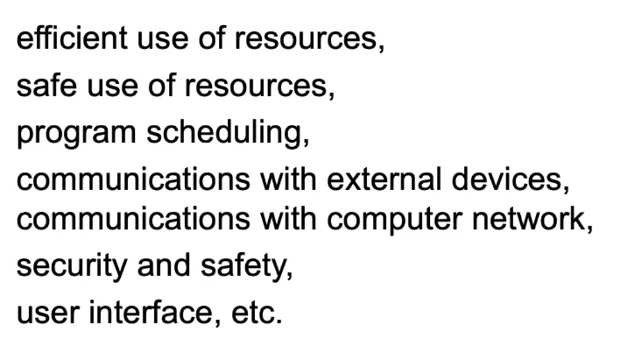 efficient use of resources,
safe use of resources,
program scheduling,
communications with external devices,
communications with computer network,
security and safety,
user interface, etc.